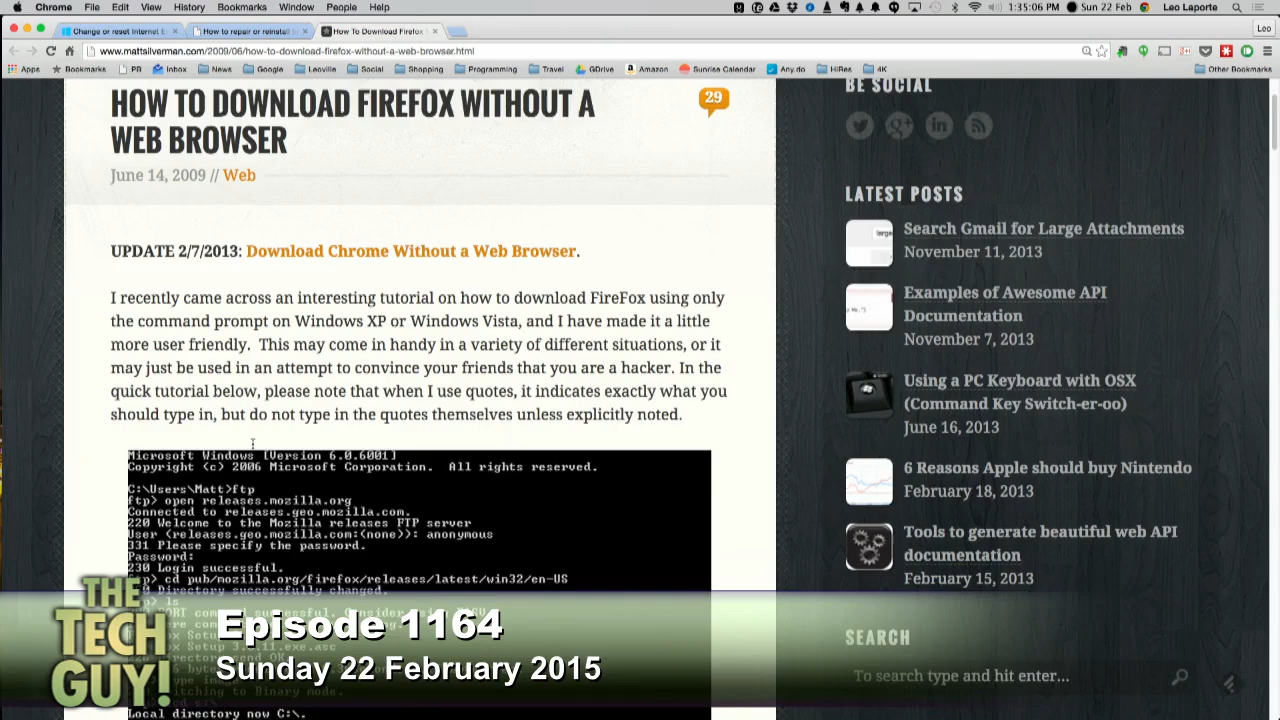 Chrome File Edit View History Bookmarks Window People Help
1:35:06 PM Sun 22 Feb Leo Laporte
Change or reset Internet E
How to repair or reinstall In
How To Download Firefox
Leo
www.mattsilverman.com/2009/06/how-to-download-firefox-without-a-web-browser.html
Apps Bookmarks PB Inbox News Google Leoville Social Shopping Programming Travel GDrive Amazon Sunrise Calendar Any.do HiRes 4K Other Bookmarks
HOW TO DOWNLOAD FIREFOX WITHOUT A
WEB BROWSER
29
June 14, 2009 // Web
UPDATE 2/7/2013: Download Chrome Without a Web Browser.
I recently came across an interesting tutorial on how to download FireFox using only
the command prompt on Windows XP or Windows Vista, and I have made it a little
more user friendly. This may come in handy in a variety of different situations, or it
may just be used in an attempt to convince your friends that you are a hacker. In the
quick tutorial below, please note that when I use quotes, it indicates exactly what you
should type in, but do not type in the quotes themselves unless explicitly noted.
Microsoft Windows [Version 6.0.6001]
Copyright (c) 2006 Microsoft Corporation. All rights reserved.
C:\Users\Matt>ftp
ftp> open releases.mozilla.org
Connected to releases.geo.mozilla.com.
220 Welcome to the Mozilla releases FTP server
User (releases.geo.mozilla.com:(none)): anonymous
331 Please specify the password.
Password:
230 Login successful.
ftp> cd pub/mozilla.org/firefox/releases/latest/win32/en-US
Directory successfully changed.
ls
Local directory now C:\.
BE SOCIAL
LATEST POSTS
Search Gmail for Large Attachments
November 11, 2013
Examples of Awesome API
Documentation
November 7, 2013
Using a PC Keyboard with OSX
(Command Key Switch-er-oo)
June 16, 2013
6 Reasons Apple should buy Nintendo
February 18, 2013
Tools to generate beautiful web API
documentation
February 15, 2013
SEARCH
To search type and hit enter...
THE
TECH
GUY!
Episode 1164
Sunday 22 February 2015